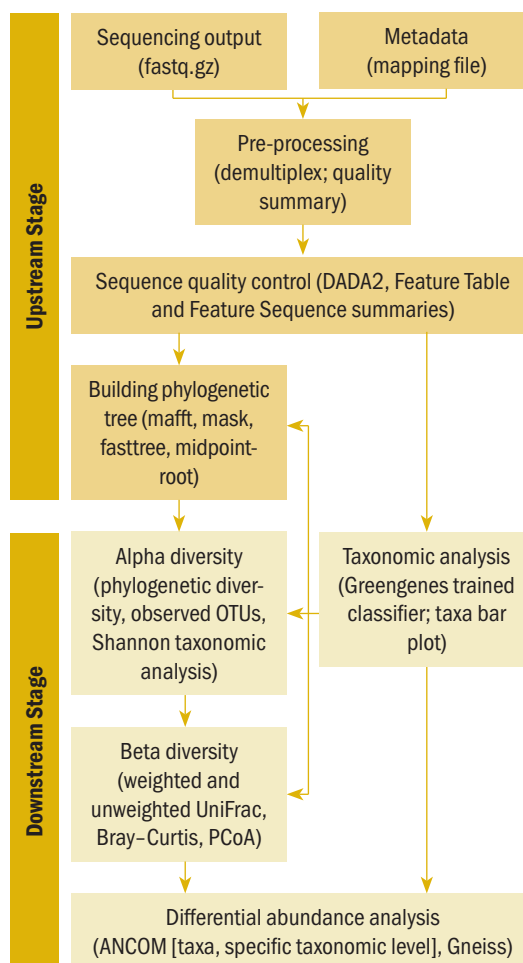 Sequencing output
(fastq.gz)
Metadata
(mapping file)
Pre-processing
(demultiplex; quality
summary)
Sequence quality control (DADA2, Feature Table
and Feature Sequence summaries)
Building phylogenetic
tree (mafft, mask,
fasttree, midpoint-
root)
Upstream Stage
Alpha diversity
(phylogenetic diver-
sity, observed OTUs,
Shannon taxonomic
analysis)
Taxonomic analysis
(Greengenes trained
classifier; taxa bar
plot)
Beta diversity
(weighted and
unweighted UniFrac,
Bray–Curtis, PCoA)
Differential abundance analysis
(ANCOM [taxa, specific taxonomic level], Gneiss)
Downstream Stage